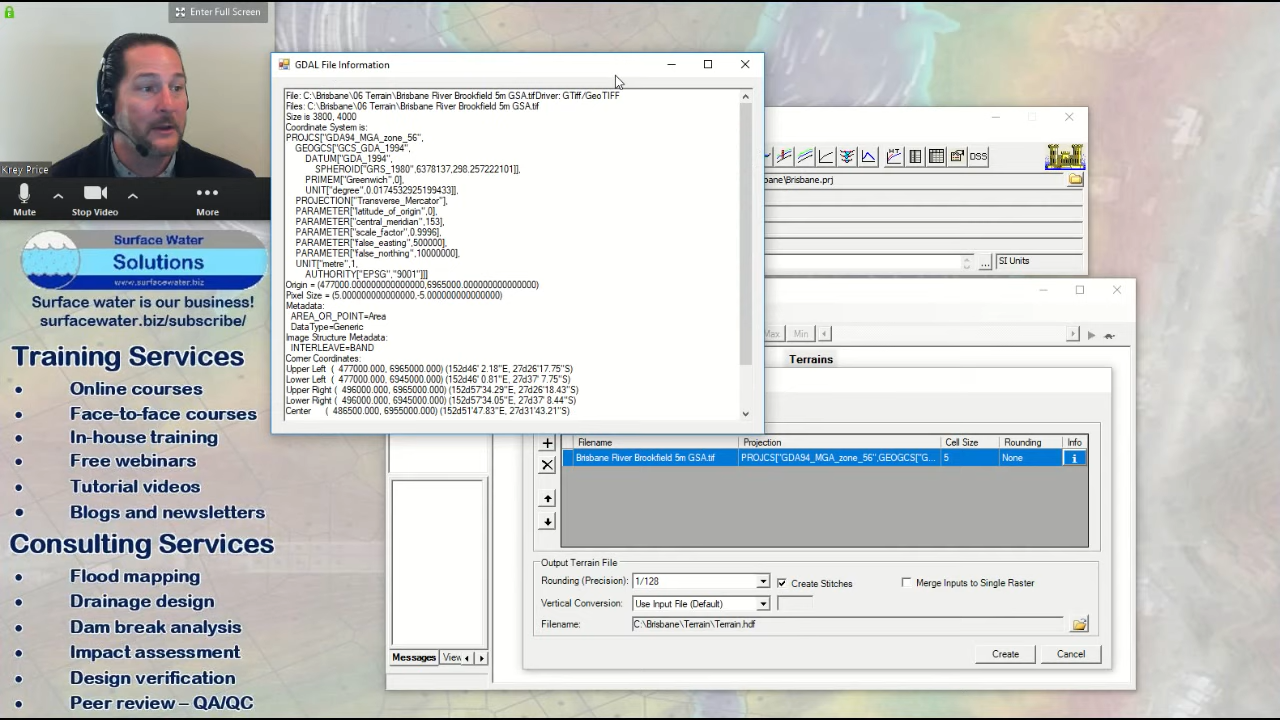 Enter Full Screen
Krey Price
Mute
Stop Video
More
Surface Water
Solutions
www.surfacewater.biz
Surface water is our business!
surfacewater.biz/subscribe/
Training Services
• Online courses
• Face-to-face courses
• In-house training
• Free webinars
• Tutorial videos
• Blogs and newsletters
Consulting Services
• Flood mapping
• Drainage design
• Dam break analysis
• Impact assessment
• Design verification
• Peer review – QA/QC
GDAL File Information
File: C:\Brisbane\06 Terrain\Brisbane River Brookfield 5m GSA.tifDriver: GTiff/GeoTIFF
Files: C:\Brisbane\06 Terrain\Brisbane River Brookfield 5m GSA.tif
Size is 3800, 4000
Coordinate System is:
PROJCS["GDA94_MGA_zone_56",
GEOGCS["GCS_GDA_1994",
DATUM["GDA_1994",
SPHEROID["GRS_1980",6378137,298.257222101]],
PRIMEM["Greenwich",0],
UNIT["degree",0.0174532925199433]],
PROJECTION["Transverse_Mercator"],
PARAMETER["latitude_of_origin",0],
PARAMETER["central_meridian",153],
PARAMETER["scale_factor",0.9996],
PARAMETER["false_easting",500000],
PARAMETER["false_northing",10000000],
UNIT["metre",1,
AUTHORITY["EPSG","9001"]]]
Origin = (477000.000000000000000,6965000.000000000000000)
Pixel Size = (5.000000000000000,-5.000000000000000)
Metadata:
AREA_OR_POINT=Area
DataType=Generic
Image Structure Metadata:
INTERLEAVE=BAND
Corner Coordinates:
Upper Left ( 477000.000, 6965000.000) (152d46' 2.18"E, 27d26'17.75"S)
Lower Left ( 477000.000, 6945000.000) (152d46' 0.81"E, 27d37' 7.75"S)
Upper Right ( 496000.000, 6965000.000) (152d57'34.29"E, 27d26'18.43"S)
Lower Right ( 496000.000, 6945000.000) (152d57'34.05"E, 27d37' 8.44"S)
Center ( 486500.000, 6955000.000) (152d51'47.83"E, 27d31'43.21"S)
DSS
bane\Brisbane.prj
... SI Units
Max Min
Terrains
Filename Projection Cell Size Rounding Info
Brisbane River Brookfield 5m GSA.tif PROJCS["GDA94_MGA_zone_56",GEOGCS["G... 5 None i
Output Terrain File
Rounding (Precision): 1/128 Create Stitches Merge Inputs to Single Raster
Vertical Conversion: Use Input File (Default)
Filename: C:\Brisbane\Terrain\Terrain.hdf
Create Cancel
Messages View